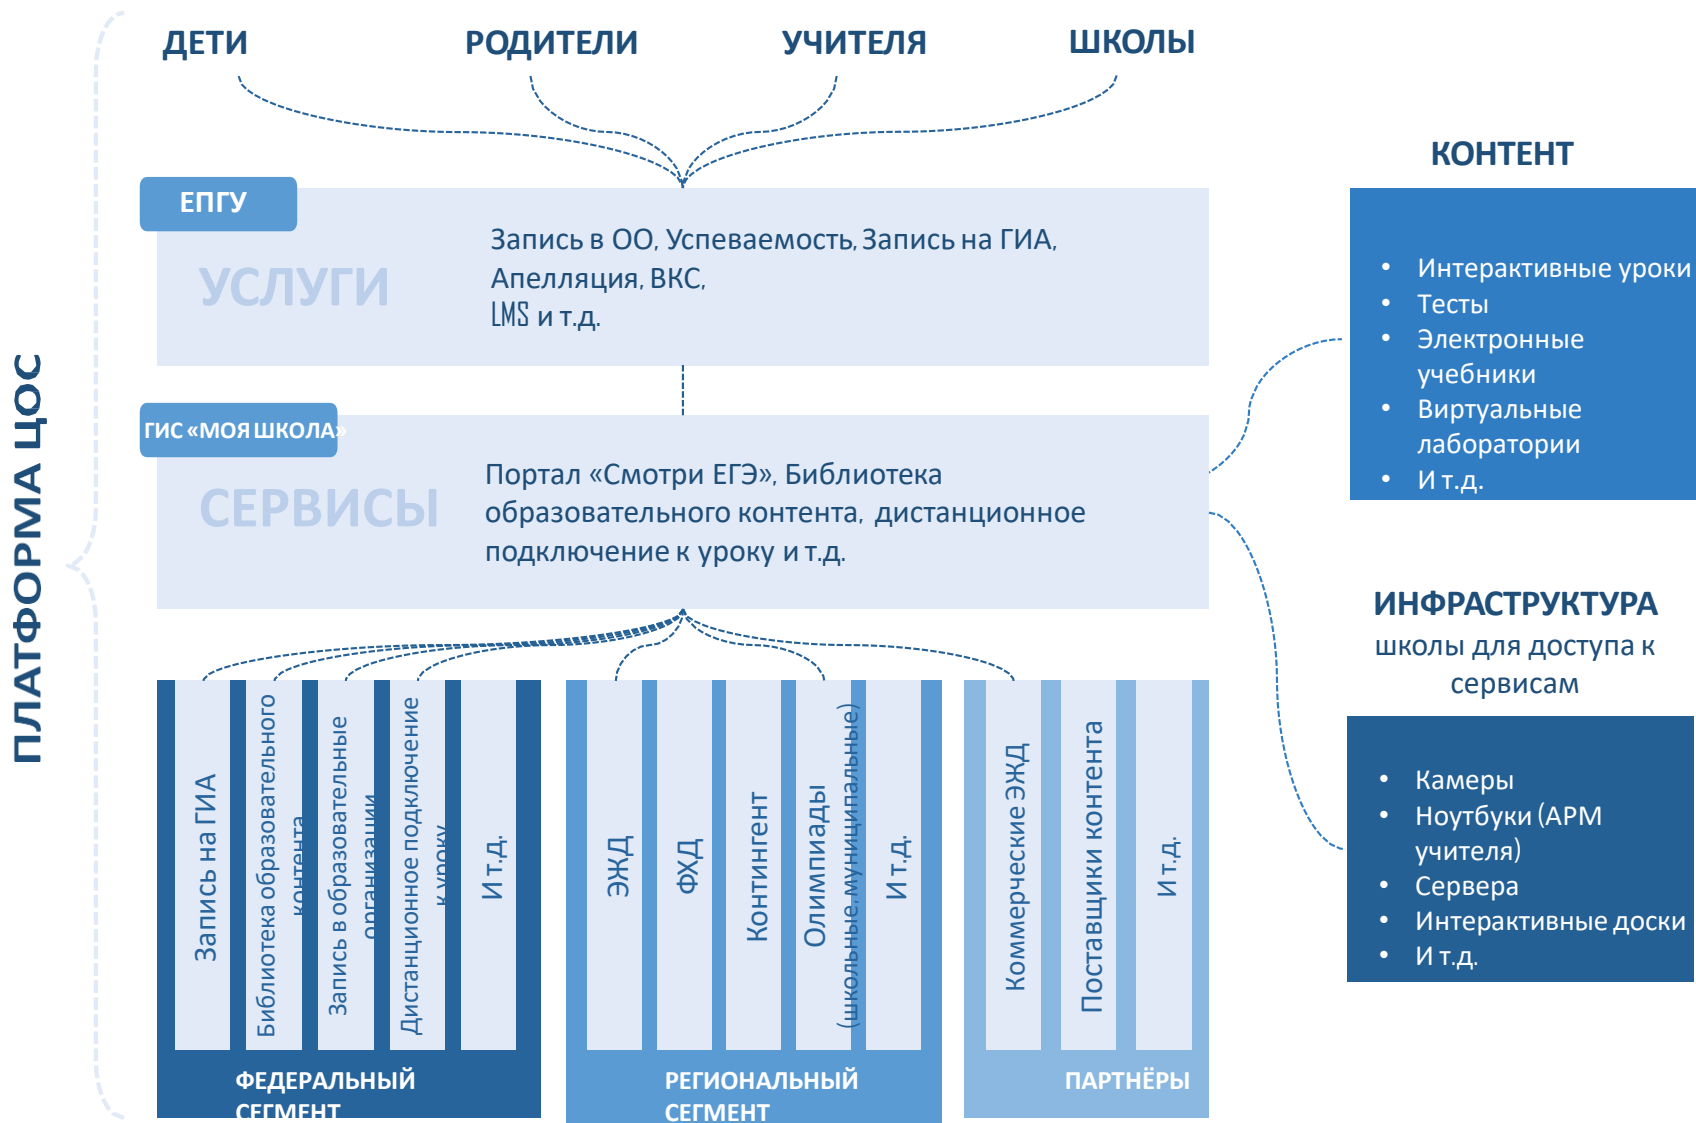 ПЛАТФОРМА ЦОС
ДЕТИ
РОДИТЕЛИ
УЧИТЕЛЯ
ШКОЛЫ
ЕПГУ
УСЛУГИ
Запись в ОО, Успеваемость, Запись на ГИА,
Апелляция, ВКС,
LMS и т.д.
ГИС «МОЯ ШКОЛА»
СЕРВИСЫ
Портал «Смотри ЕГЭ», Библиотека
образовательного контента, дистанционное
подключение к уроку и т.д.
Запись на ГИА
Библиотека образовательного
контента
Запись в образовательные
организации
Дистанционное подключение
к уроку
И т.д.
ФЕДЕРАЛЬНЫЙ
СЕГМЕНТ
ЭЖД
ФХД
Контингент
Олимпиады
(школьные, муниципальные)
И т.д.
РЕГИОНАЛЬНЫЙ
СЕГМЕНТ
Коммерческие ЭЖД
Поставщики контента
И т.д.
ПАРТНЁРЫ
КОНТЕНТ
• Интерактивные уроки
• Тесты
• Электронные
учебники
• Виртуальные
лаборатории
• И т.д.
ИНФРАСТРУКТУРА
школы для доступа к
сервисам
• Камеры
• Ноутбуки (АРМ
учителя)
• Сервера
• Интерактивные доски
• И т.д.